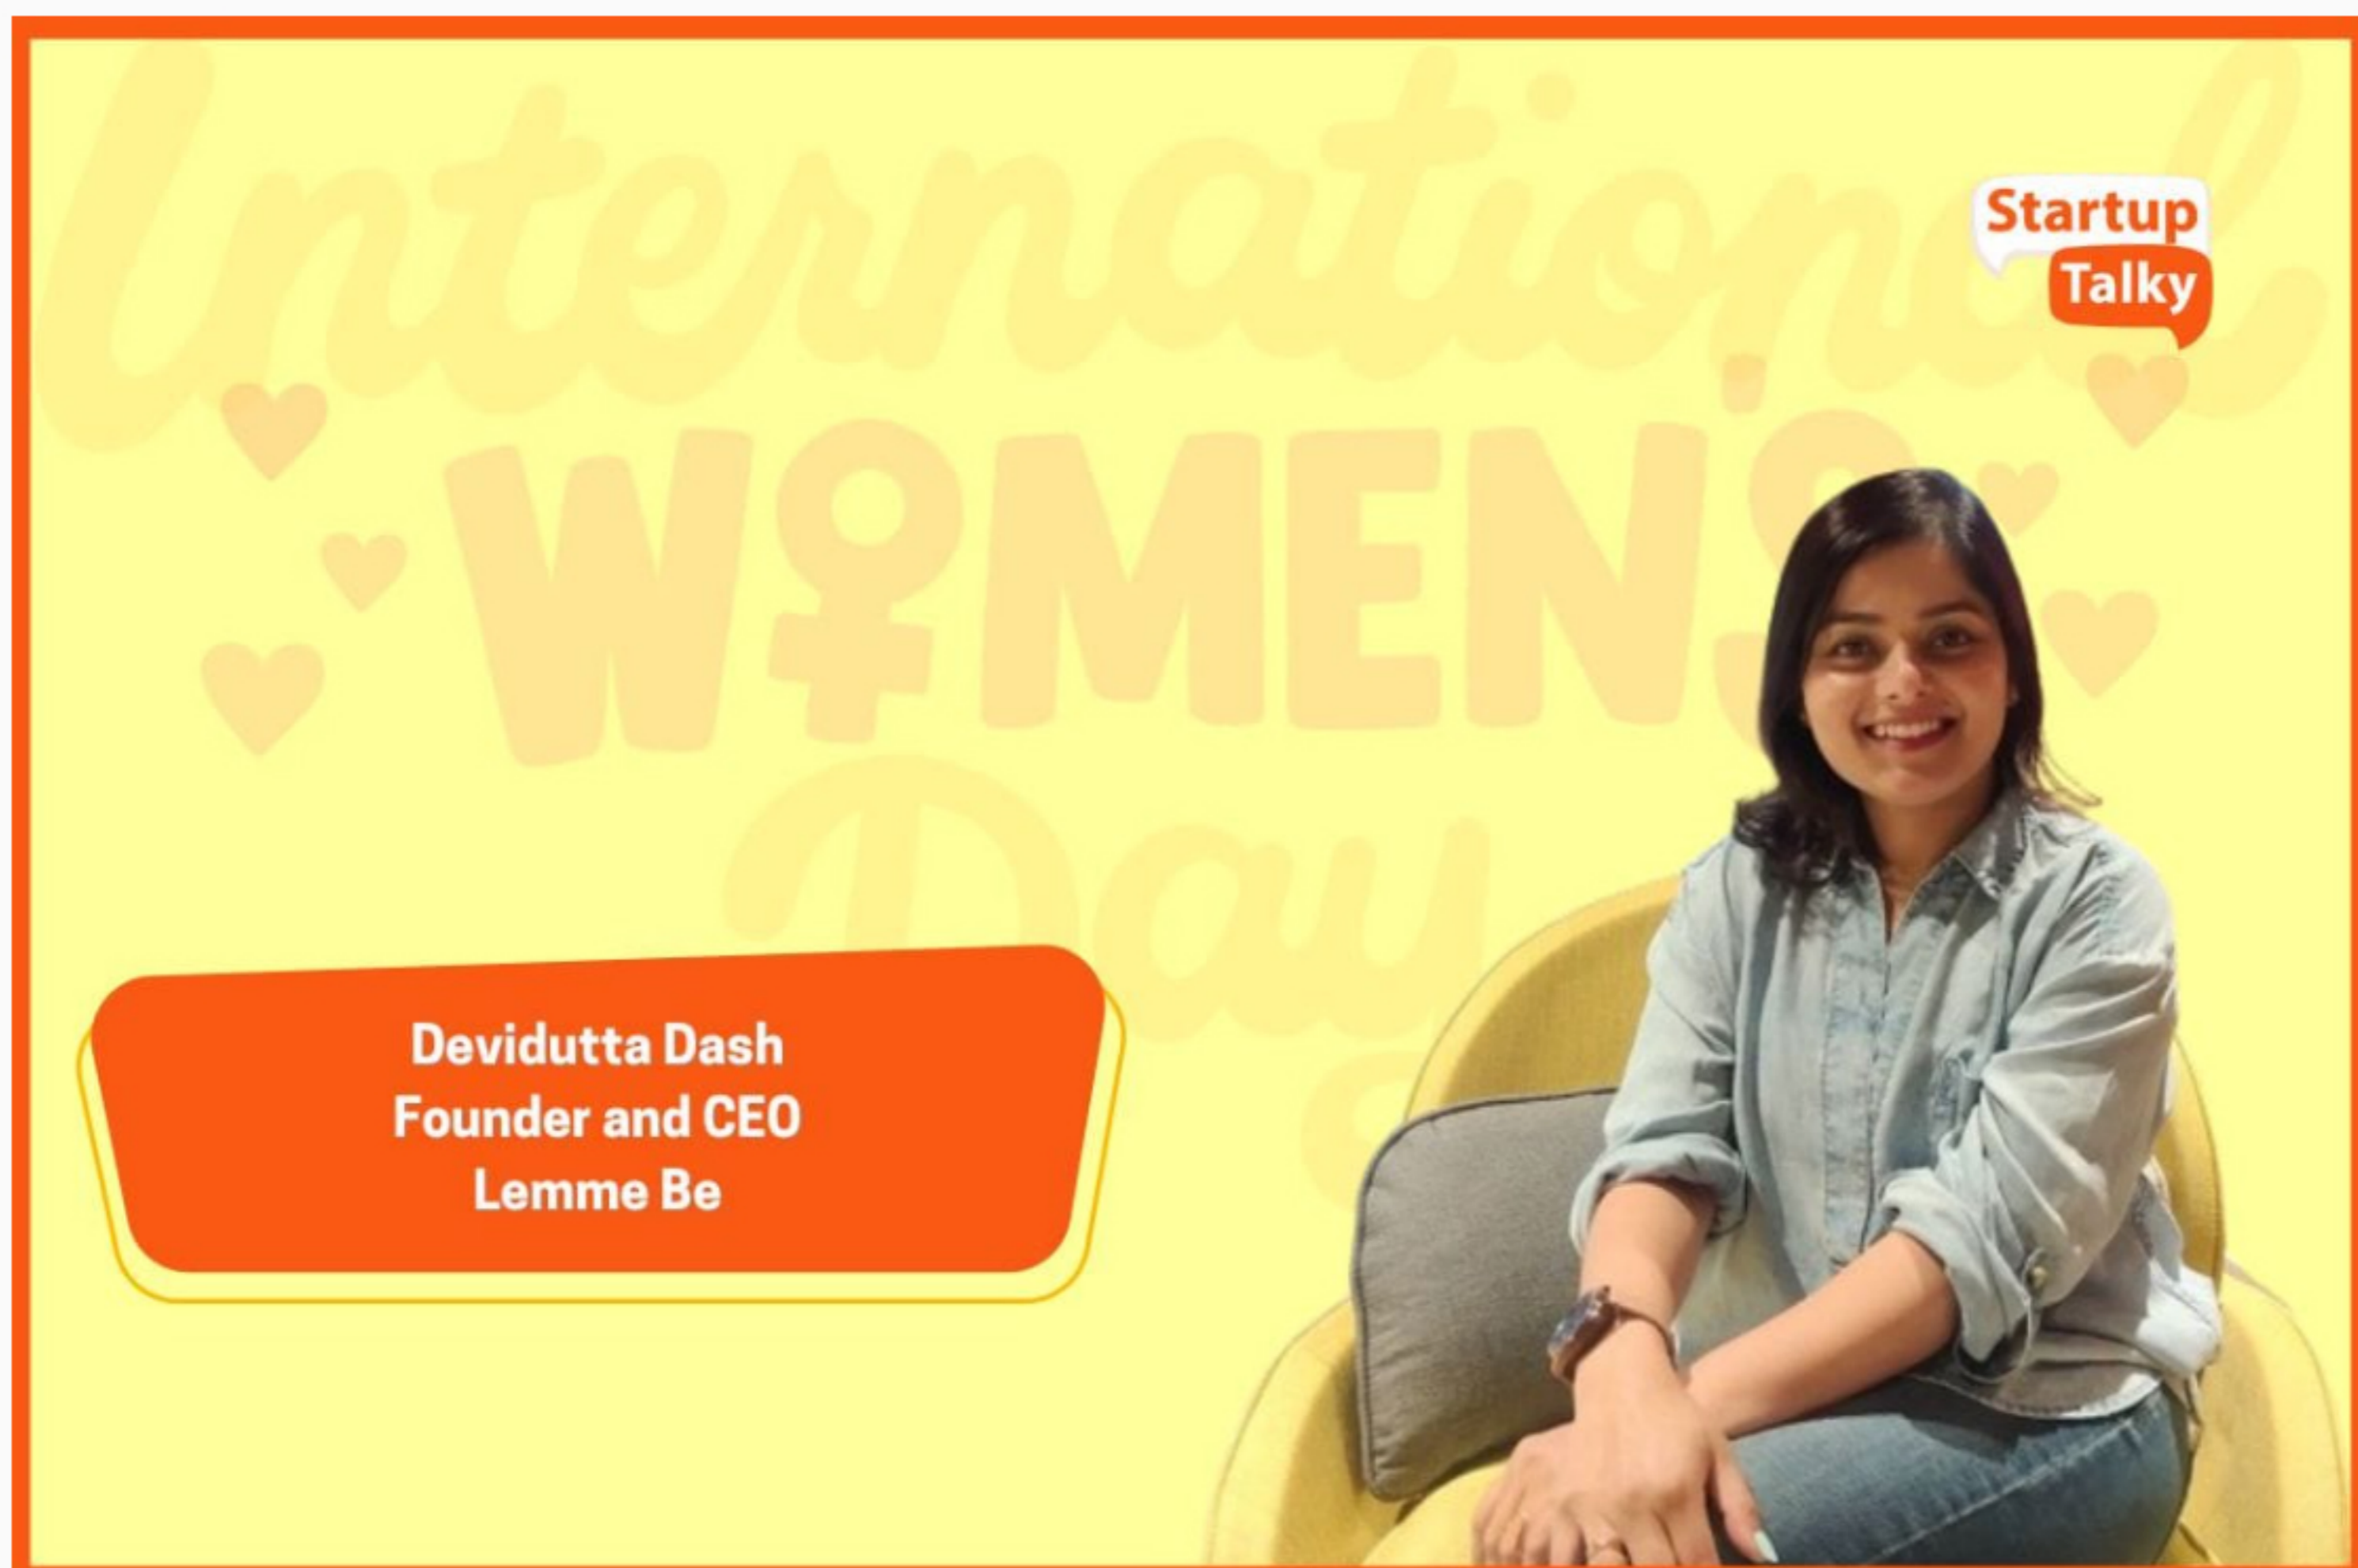 International
Startup
Talky
WOMEN'S
Day
Devidutta Dash
Founder and CEO
Lemme Be